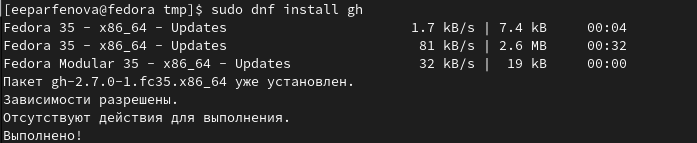 [eeparfenova@fedora tmp]$ sudo dnf install gh
Fedora 35 - x86_64 - Updates 1.7 kB/s | 7.4 kB 00:04
Fedora 35 - x86_64 - Updates 81 kB/s | 2.6 MB 00:32
Fedora Modular 35 - x86_64 - Updates 32 kB/s | 19 kB 00:00
Пакет gh-2.7.0-1.fc35.x86_64 уже установлен.
Зависимости разрешены.
Отсутствуют действия для выполнения.
Выполнено!